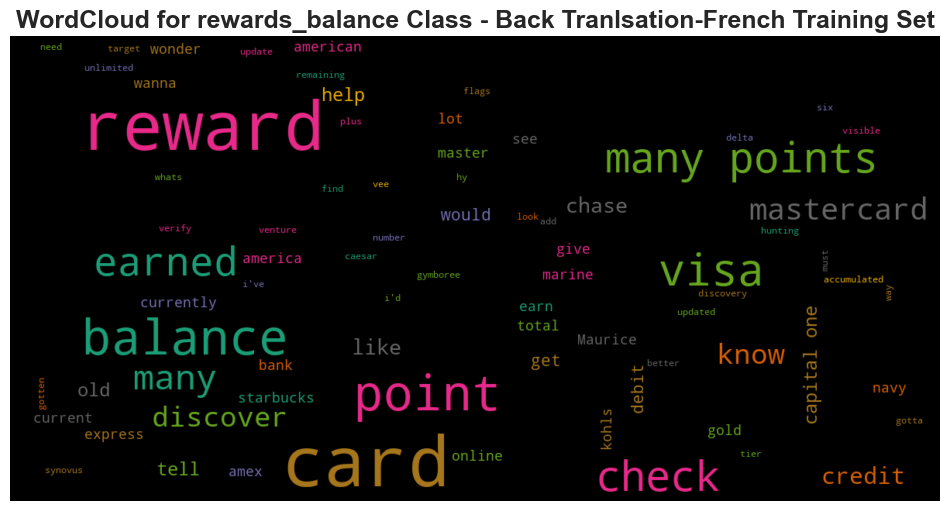 WordCloud for rewards_balance Class - Back Tranlsation-French Training Set
need target wonder update american
unlimited
wanna remaining
help flags
reward plus lot six
see delta visible
master many points
whats hy
find vee
chase mastercard
would look add
verify venture number hunting
earned america give
caesar must
marine visa accumulated
i've gymboree discovery way
currently i'd earn updated
total
balance like Maurice know
bank get better capital one
many debit navy
old starbucks
gotten point
current discover kohls gotta
express gold
card online tier
synovus tell amex check credit